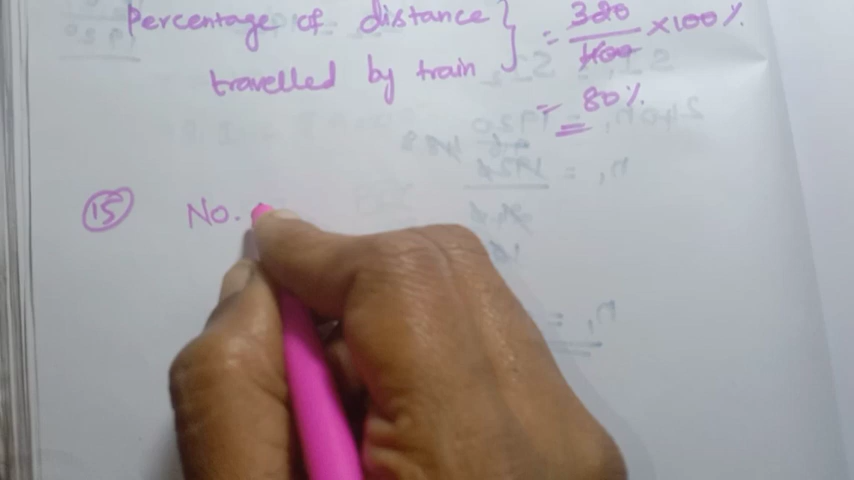 Percentage of distance } = 320/400 ×100%
travelled by train
= 80%
15 No.